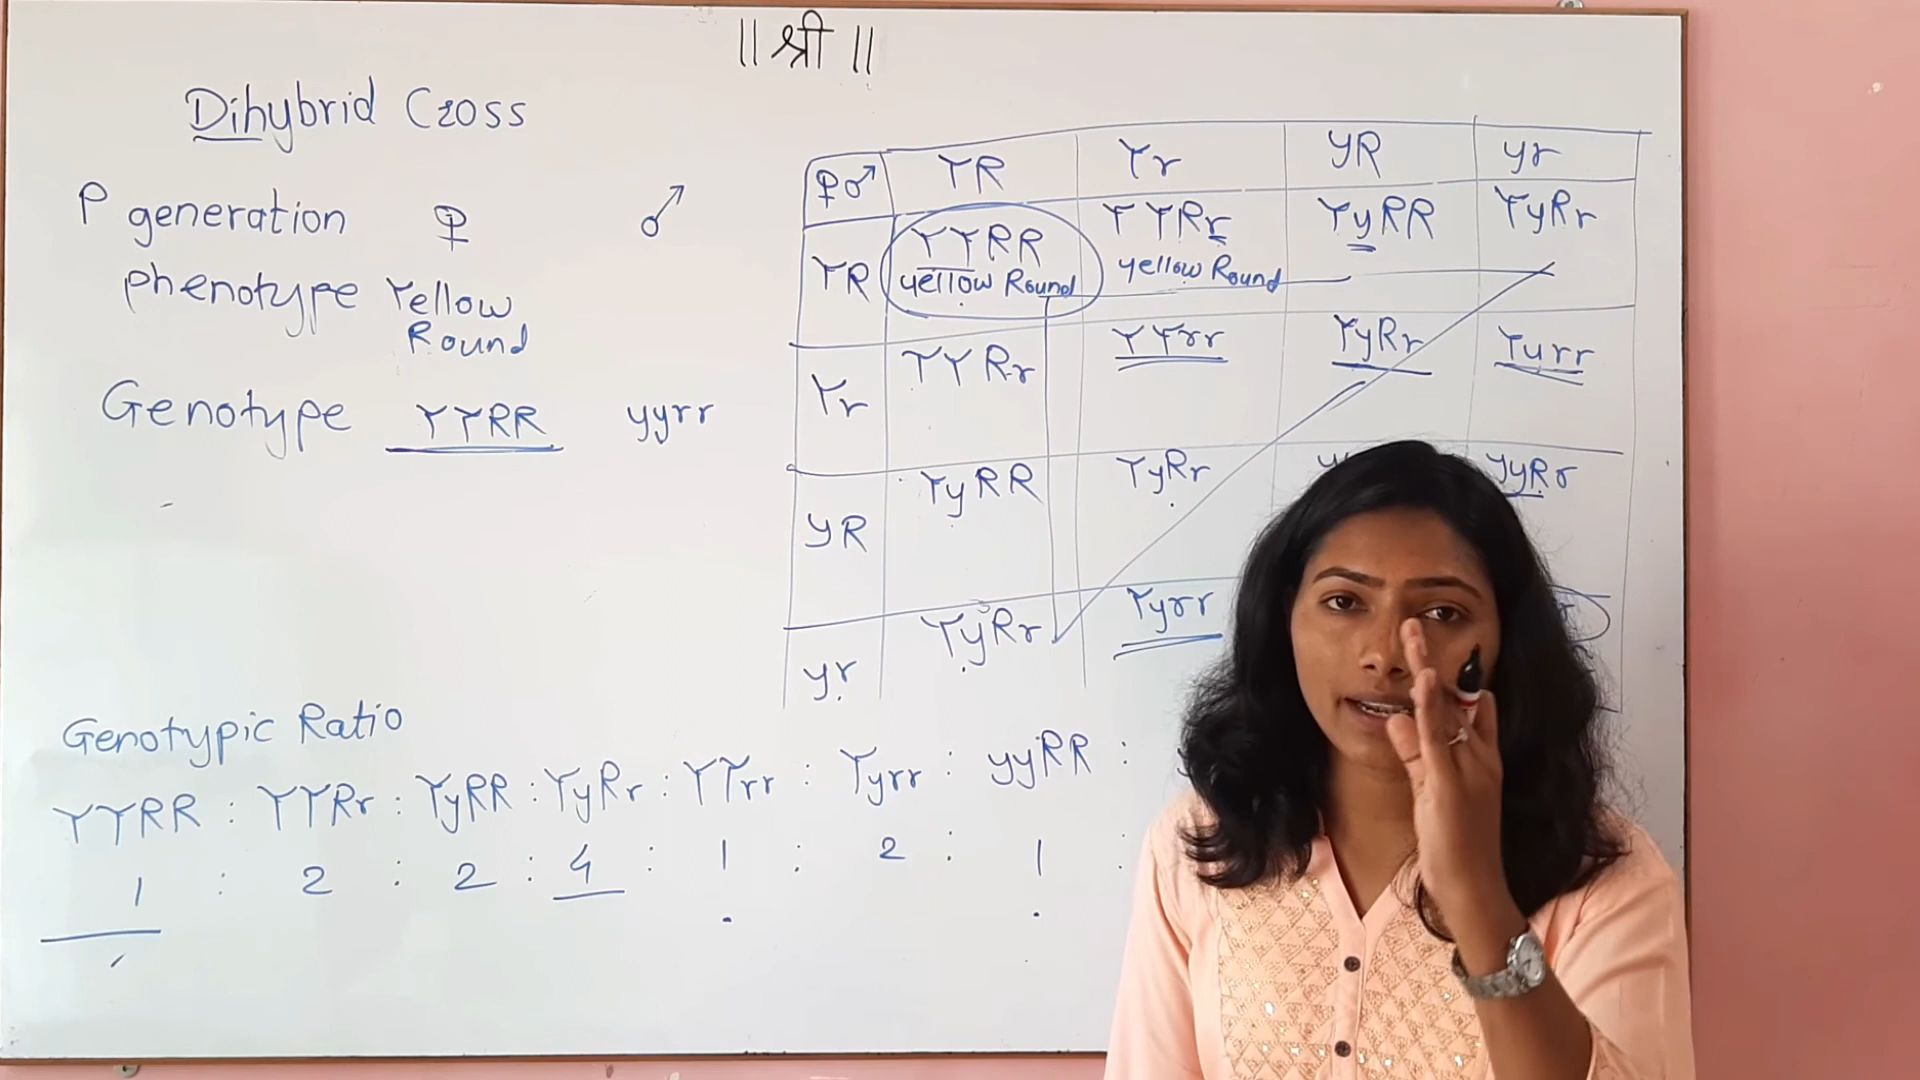 || श्री ||
Dihybrid Cross
P generation ♀ ♂
phenotype Yellow
Round
Genotype YYRR yyrr
♀♂ YR Yr yR yr
YR YYRR YYRr YyRR YyRr
yellow Round yellow Round
Yr YYRr YYrr YyRr Yurr
yR YyRR YyRr yyRr
yr YyRr Yyrr
Genotypic Ratio
YYRR : YYRr : YyRR : YyRr : YYrr : Yyrr : yyRR :
1 : 2 : 2 : 4 : 1 : 2 : 1 :